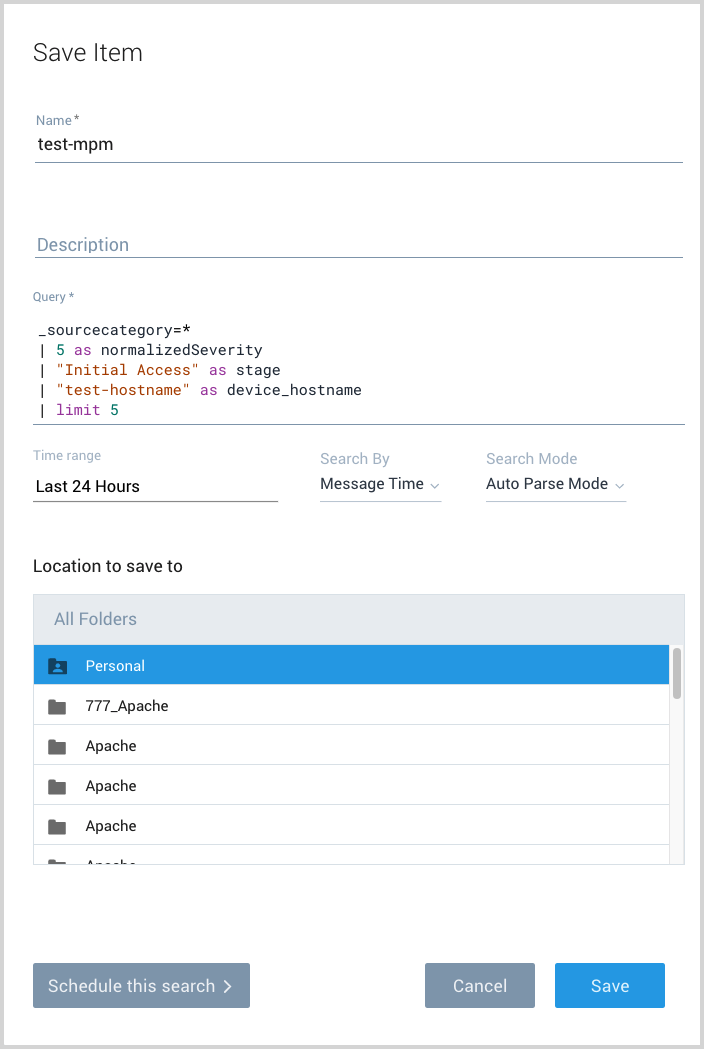 Save Item
Name*
test-mpm
Description
Query *
_sourcecategory=*
| 5 as normalizedSeverity
| "Initial Access" as stage
| "test-hostname" as device_hostname
| limit 5
Time range
Search By
Search Mode
Last 24 Hours
Message Time
Auto Parse Mode
Location to save to
All Folders
Personal
777_Apache
Apache
Apache
Apache
Apache
Schedule this search
Cancel
Save